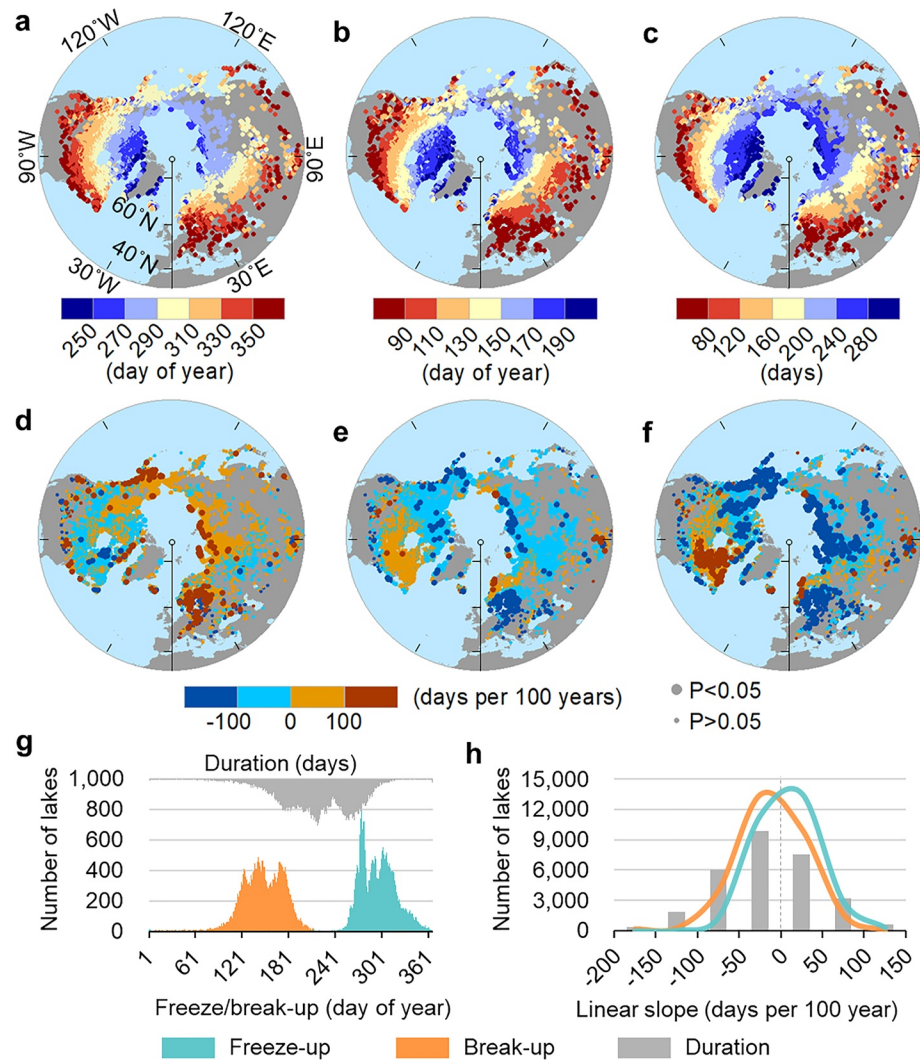 a
b
c
120°W
120°E
90°W
90°E
60°N
40°N
30°W
30°E
250 270 290 310 330 350
(day of year)
90 110 130 150 170 190
(day of year)
80 120 160 200 240 280
(days)
d
e
f
-100 0 100
(days per 100 years)
P<0.05
P>0.05
g
Duration (days)
Number of lakes
1,000
800
600
400
200
0
1 61 121 181 241 301 361
Freeze/break-up (day of year)
h
Number of lakes
15,000
12,000
9,000
6,000
3,000
0
-200 -150 -100 -50 0 50 100 150
Linear slope (days per 100 year)
Freeze-up
Break-up
Duration